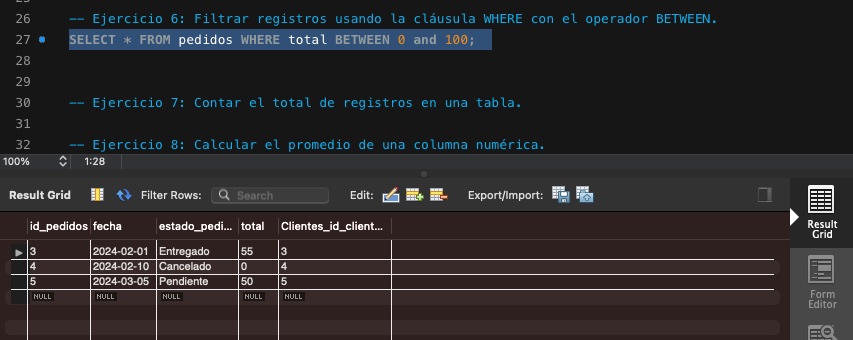 25
26 -- Ejercicio 6: Filtrar registros usando la cláusula WHERE con el operador BETWEEN.
27 SELECT * FROM pedidos WHERE total BETWEEN 0 and 100;
28
29
30 -- Ejercicio 7: Contar el total de registros en una tabla.
31
32 -- Ejercicio 8: Calcular el promedio de una columna numérica.
100% 1:28
Result Grid Filter Rows: Search Edit: Export/Import:
id_pedidos fecha estado_pedi... total Clientes_id_client...
3 2024-02-01 Entregado 55 3
4 2024-02-10 Cancelado 0 4
5 2024-03-05 Pendiente 50 5
NULL NULL NULL NULL NULL
Result
Grid
Form
Editor